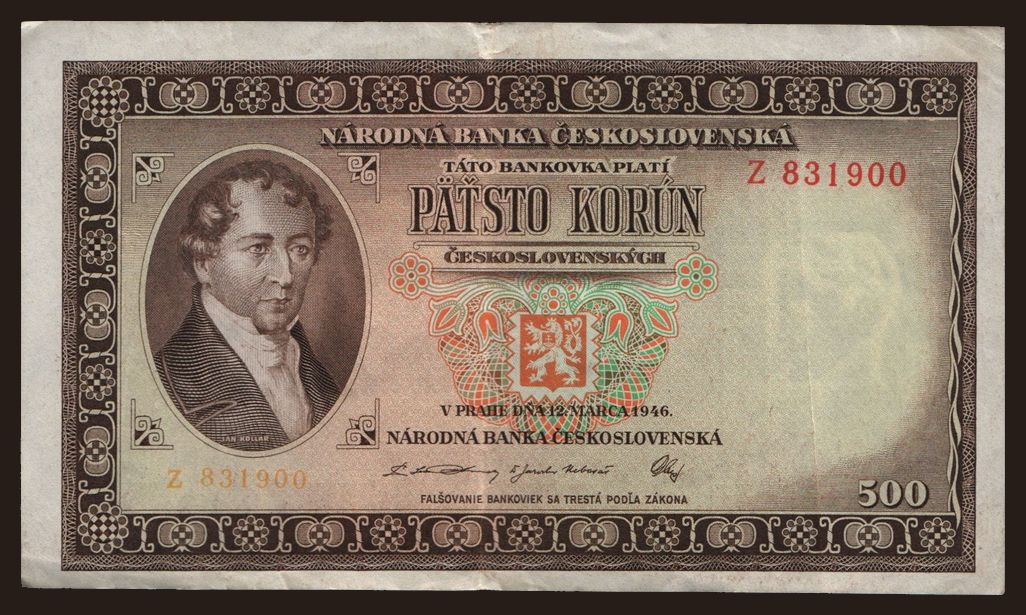 NÁRODNÁ BANKA ČESKOSLOVENSKÁ
TÁTO BANKOVKA PLATÍ
Z 831900
PÄŤSTO KORÚN
ČESKOSLOVENSKÝCH
V PRAHE DŇA 12. MARCA 1946.
NÁRODNÁ BANKA ČESKOSLOVENSKÁ
JÁN KOLLÁR
Z 831900
500
FALŠOVANIE BANKOVIEK SA TRESTÁ PODĽA ZÁKONA